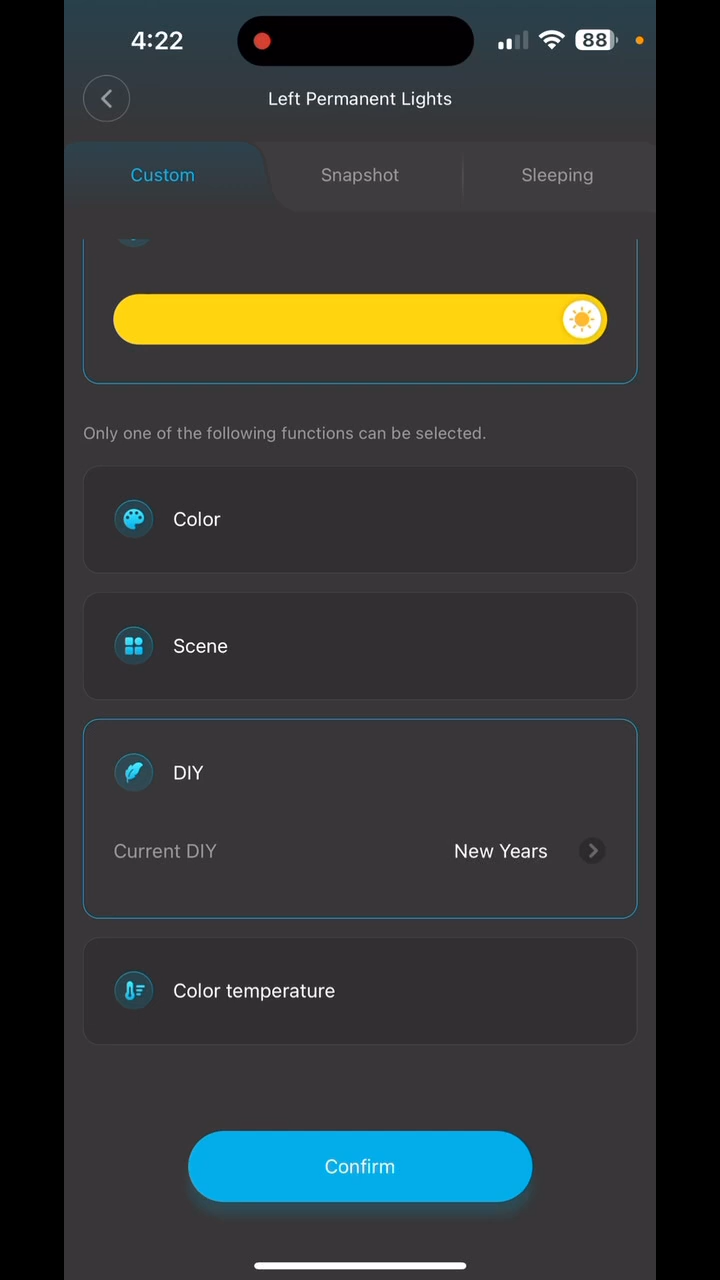 4:22
88
Left Permanent Lights
Custom
Snapshot
Sleeping
Only one of the following functions can be selected.
Color
Scene
DIY
Current DIY
New Years
Color temperature
Confirm